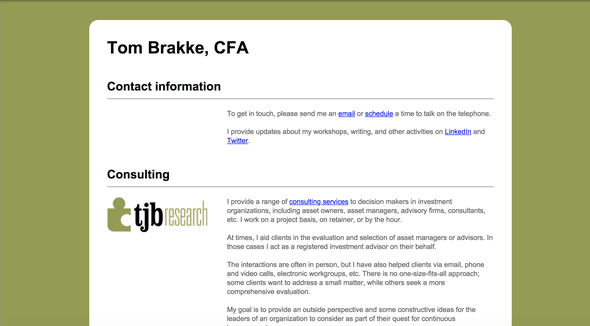 Tom Brakke, CFA
Contact information
To get in touch, please send me an email or schedule a time to talk on the telephone.
I provide updates about my workshops, writing, and other activities on LinkedIn and
Twitter.
Consulting
tjbresearch
I provide a range of consulting services to decision makers in investment
organizations, including asset owners, asset managers, advisory firms, consultants,
etc. I work on a project basis, on retainer, or by the hour.
At times, I aid clients in the evaluation and selection of asset managers or advisors. In
those cases I act as a registered investment advisor on their behalf.
The interactions are often in person, but I have also helped clients via email, phone
and video calls, electronic workgroups, etc. There is no one-size-fits-all approach;
some clients want to address a small matter, while others seek a more
comprehensive evaluation.
My goal is to provide an outside perspective and some constructive ideas for the
leaders of an organization to consider as part of their quest for continuous